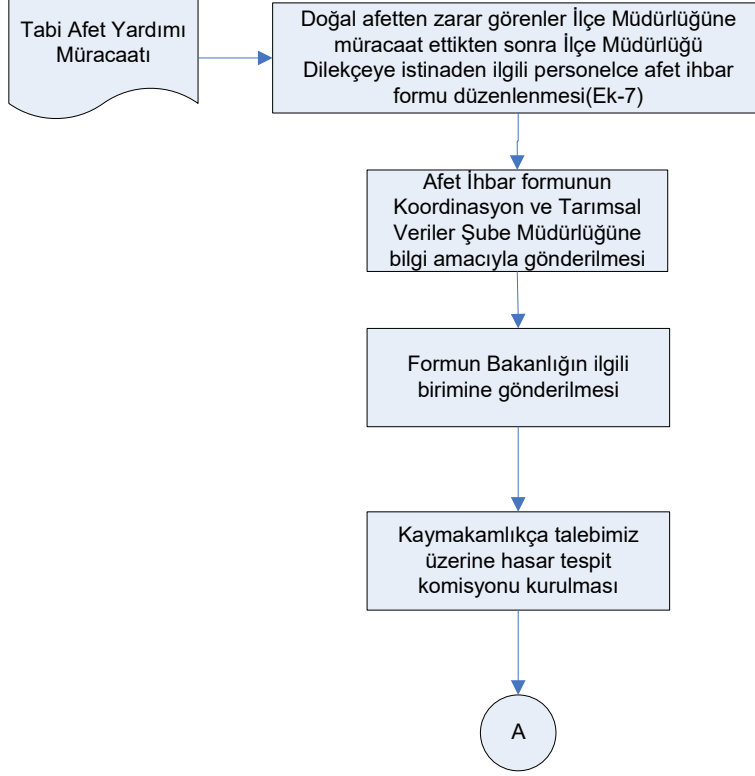 Tabi Afet Yardımı
Müracaatı
Doğal afetten zarar görenler İlçe Müdürlüğüne
müracaat ettikten sonra İlçe Müdürlüğü
Dilekçeye istinaden ilgili personelce afet ihbar
formu düzenlenmesi(Ek-7)
Afet İhbar formunun
Koordinasyon ve Tarımsal
Veriler Şube Müdürlüğüne
bilgi amacıyla gönderilmesi
Formun Bakanlığın ilgili
birimine gönderilmesi
Kaymakamlıkça talebimiz
üzerine hasar tespit
komisyonu kurulması
A